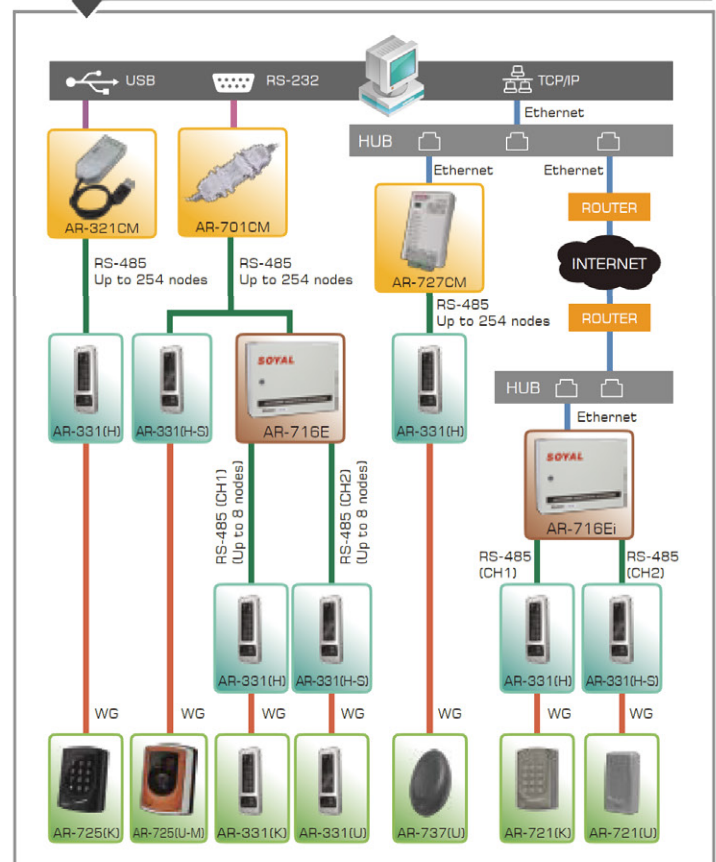 USB
RS-232
TCP/IP
Ethernet
HUB
Ethernet
Ethernet
AR-321CM
AR-701CM
AR-727CM
ROUTER
INTERNET
ROUTER
RS-485
Up to 254 nodes
RS-485
Up to 254 nodes
RS-485
Up to 254 nodes
HUB
Ethernet
AR-331(H)
AR-331(H-S)
SOYAL
AR-716E
AR-331(H)
SOYAL
AR-716Ei
RS-485 (CH1)
(Up to 8 nodes)
RS-485 (CH2)
(Up to 8 nodes)
RS-485
(CH1)
RS-485
(CH2)
AR-331(H)
AR-331(H-S)
AR-331(H)
AR-331(H-S)
WG
WG
WG
WG
WG
WG
WG
AR-725(K)
AR-725(U-M)
AR-331(K)
AR-331(U)
AR-737(U)
AR-721(K)
AR-721(U)